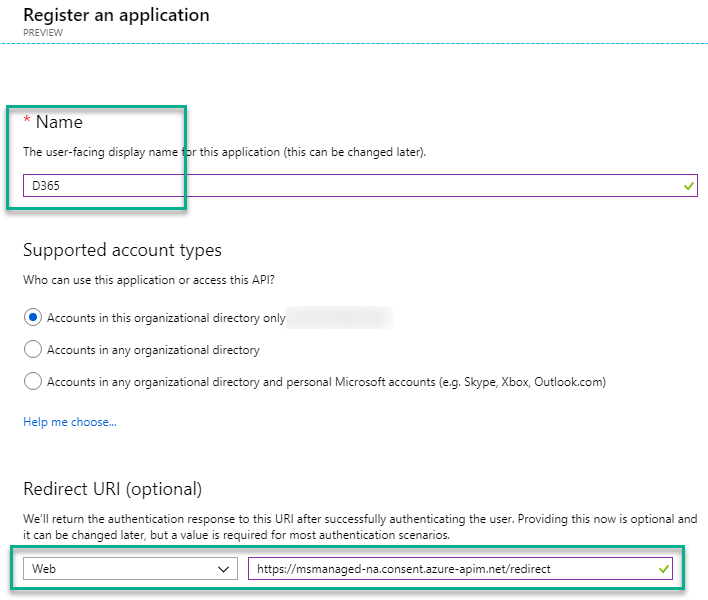 Register an application
PREVIEW
* Name
The user-facing display name for this application (this can be changed later).
D365
Supported account types
Who can use this application or access this API?
Accounts in this organizational directory only
Accounts in any organizational directory
Accounts in any organizational directory and personal Microsoft accounts (e.g. Skype, Xbox, Outlook.com)
Help me choose...
Redirect URI (optional)
We'll return the authentication response to this URI after successfully authenticating the user. Providing this now is optional and
it can be changed later, but a value is required for most authentication scenarios.
Web https://msmanaged-na.consent.azure-apim.net/redirect